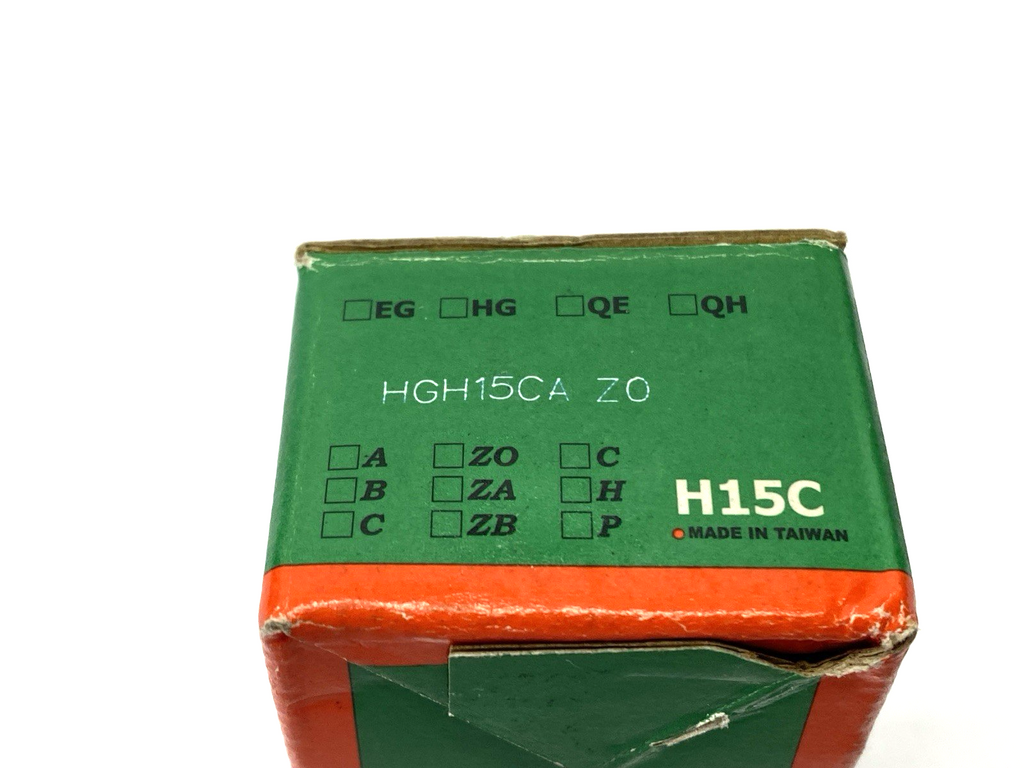 EG HG QE QH
HGH15CA ZO
A ZO C
B ZA H
C ZB P
H15C
MADE IN TAIWAN